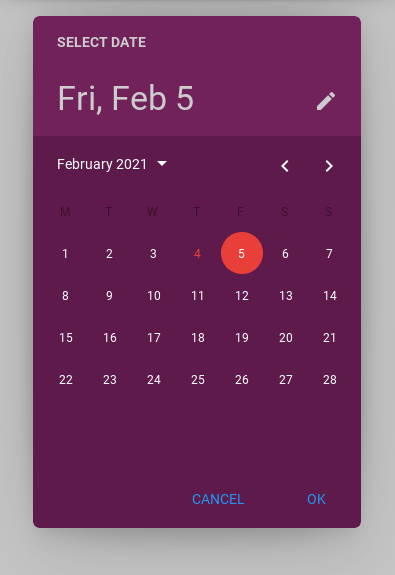 SELECT DATE
Fri, Feb 5
February 2021
M T W T F S S
1 2 3 4 5 6 7
8 9 10 11 12 13 14
15 16 17 18 19 20 21
22 23 24 25 26 27 28
CANCEL OK